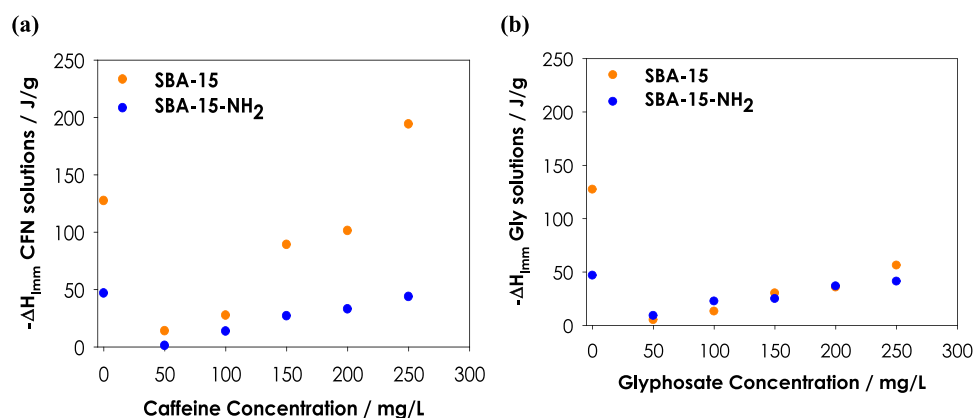 (a)
-ΔH_Imm CFN solutions / J/g
250
200
150
100
50
0
SBA-15
SBA-15-NH2
0 50 100 150 200 250 300
Caffeine Concentration / mg/L
(b)
-ΔH_Imm Gly solutions / J/g
250
200
150
100
50
0
SBA-15
SBA-15-NH2
0 50 100 150 200 250 300
Glyphosate Concentration / mg/L